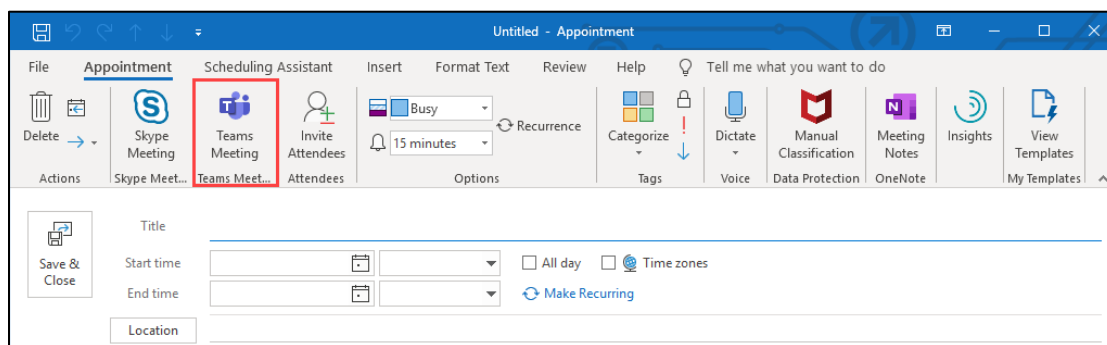 Untitled - Appointment
File Appointment Scheduling Assistant Insert Format Text Review Help Tell me what you want to do
Delete
Skype Meeting
Teams Meeting
Invite Attendees
Busy
15 minutes
Recurrence
Categorize
Dictate
Manual Classification
Meeting Notes
Insights
View Templates
Actions Skype Meet... Teams Meet... Attendees Options Tags Voice Data Protection OneNote My Templates
Save & Close
Title
Start time All day Time zones
End time Make Recurring
Location